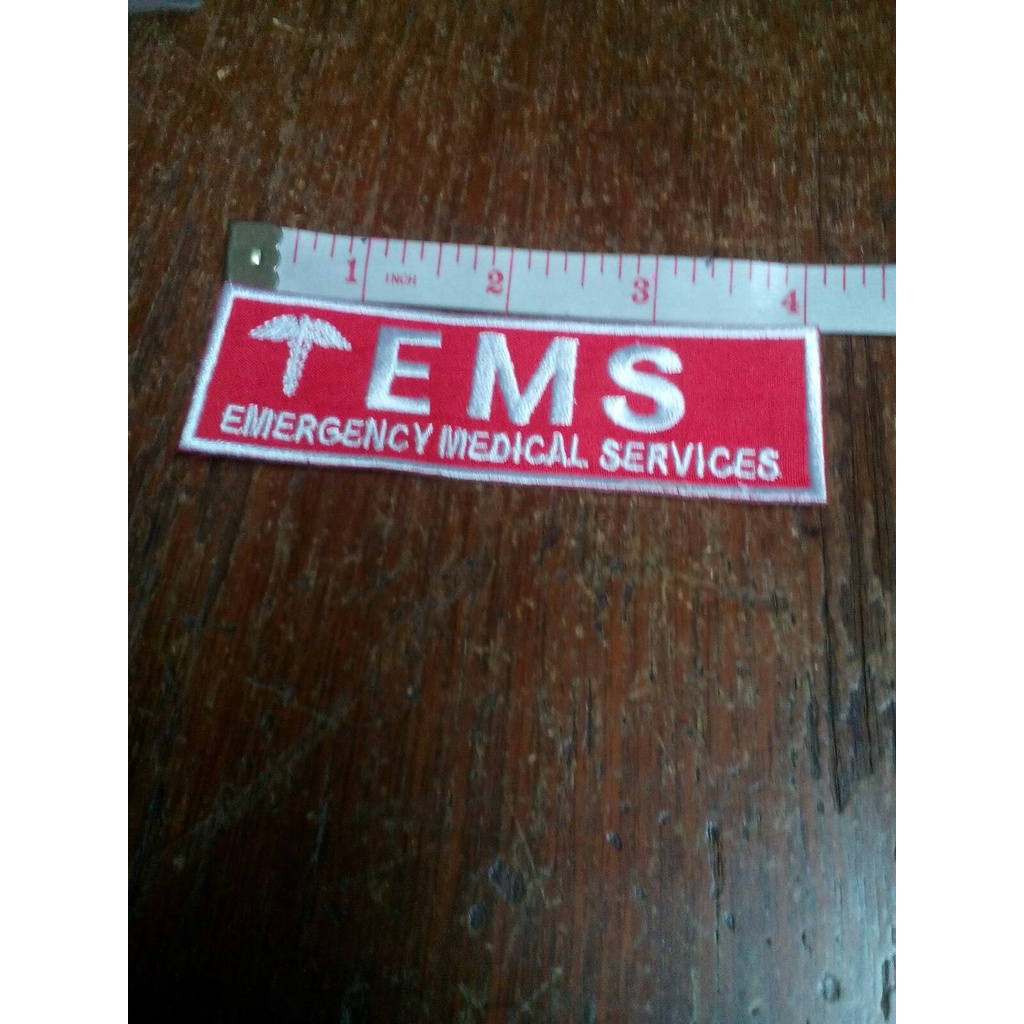 1 INCH 2 3 4
EMS
EMERGENCY MEDICAL SERVICES